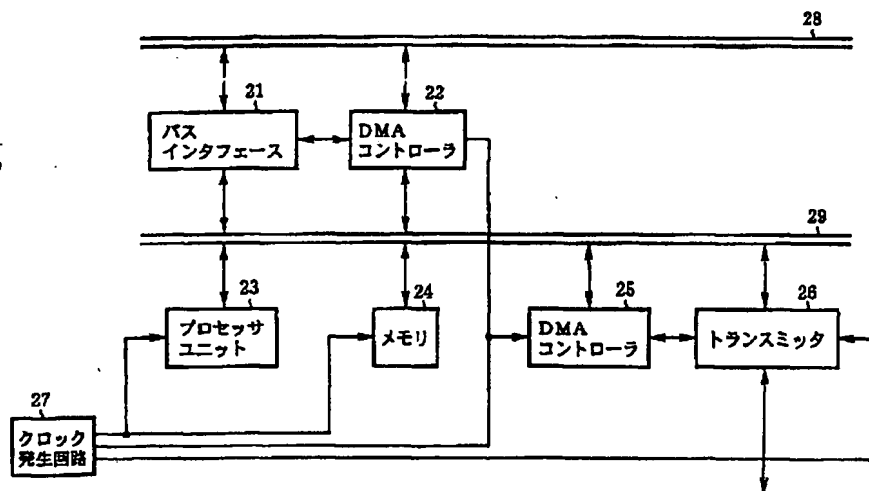 28
21
22
バス
インタフェース
DMA
コントローラ
29
23
24
25
26
プロセッサ
ユニット
メモリ
DMA
コントローラ
トランスミッタ
27
クロック
発生回路